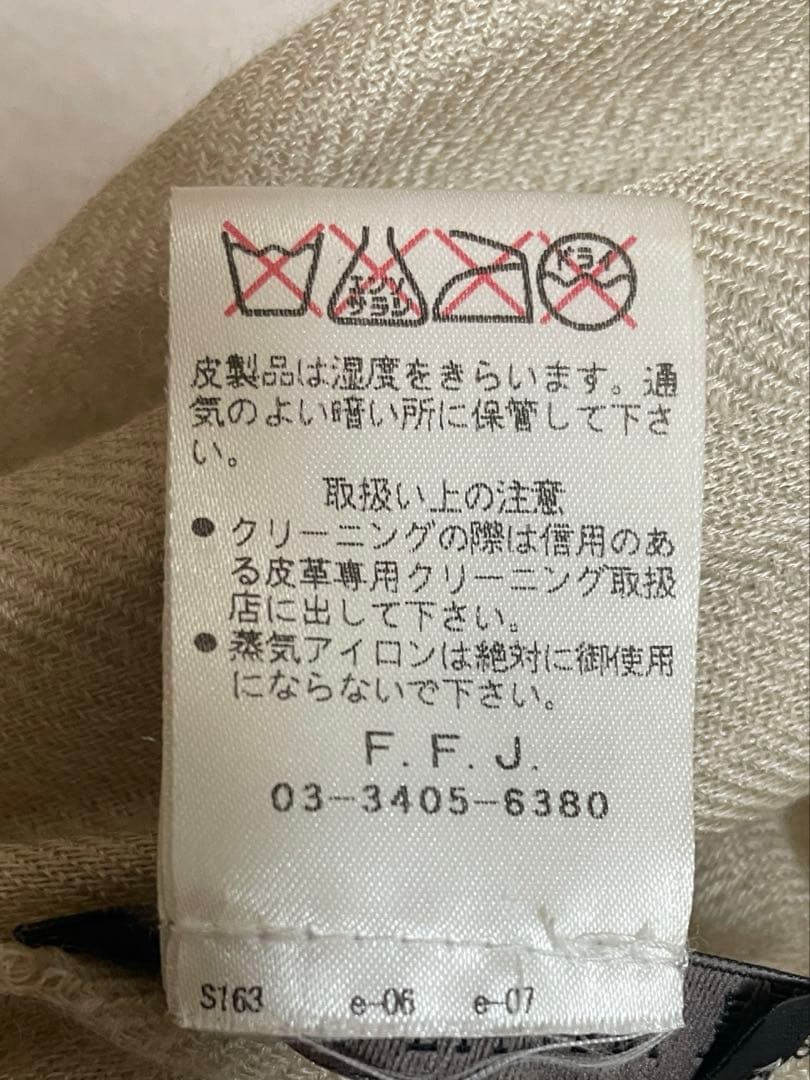 エンソ
サラシ
ドライ
皮製品は湿度をきらいます。通
気のよい暗い所に保管して下さ
い。
取扱い上の注意
● クリーニングの際は信用のあ
る皮革専用クリーニング取扱
店に出して下さい。
● 蒸気アイロンは絶対に御使用
にならないで下さい。
F. F. J.
03-3405-6380
S163 e-06 e-07